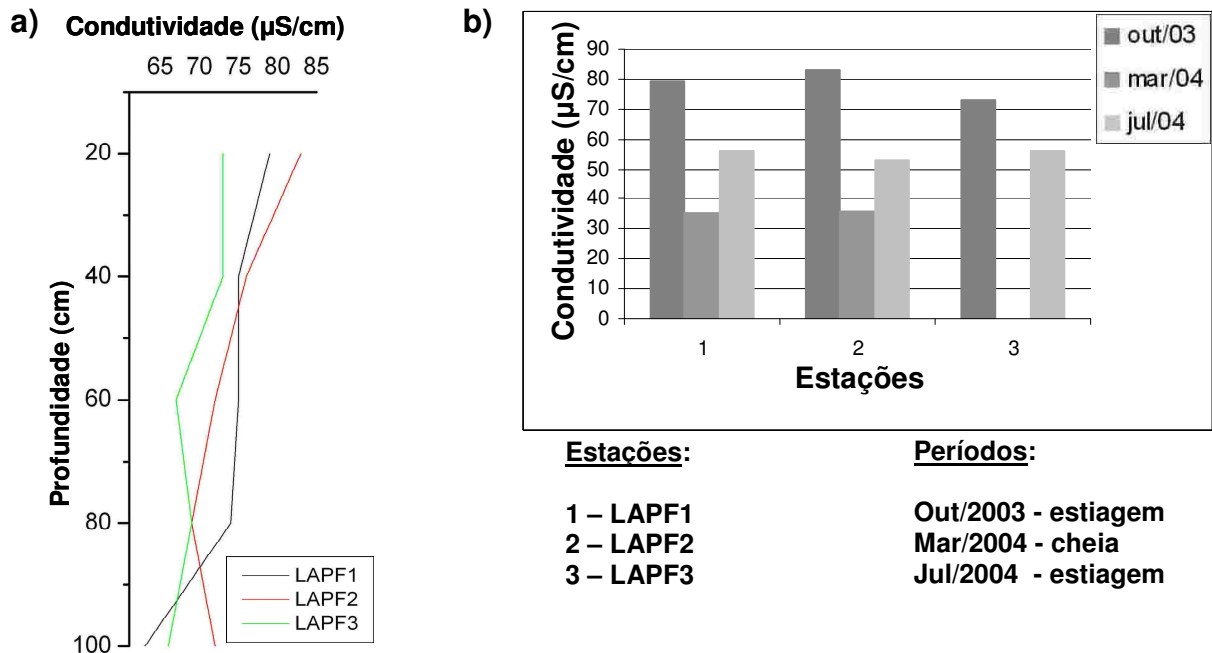 a)
Condutividade (µS/cm)
65 70 75 80 85
20
40
60
80
100
Profundidade (cm)
LAPF1
LAPF2
LAPF3
b)
90
80
70
60
50
40
30
20
10
0
Condutividade (µS/cm)
1 2 3
Estações
out/03
mar/04
jul/04
Estações:
1 – LAPF1
2 – LAPF2
3 – LAPF3
Períodos:
Out/2003 - estiagem
Mar/2004 - cheia
Jul/2004 - estiagem